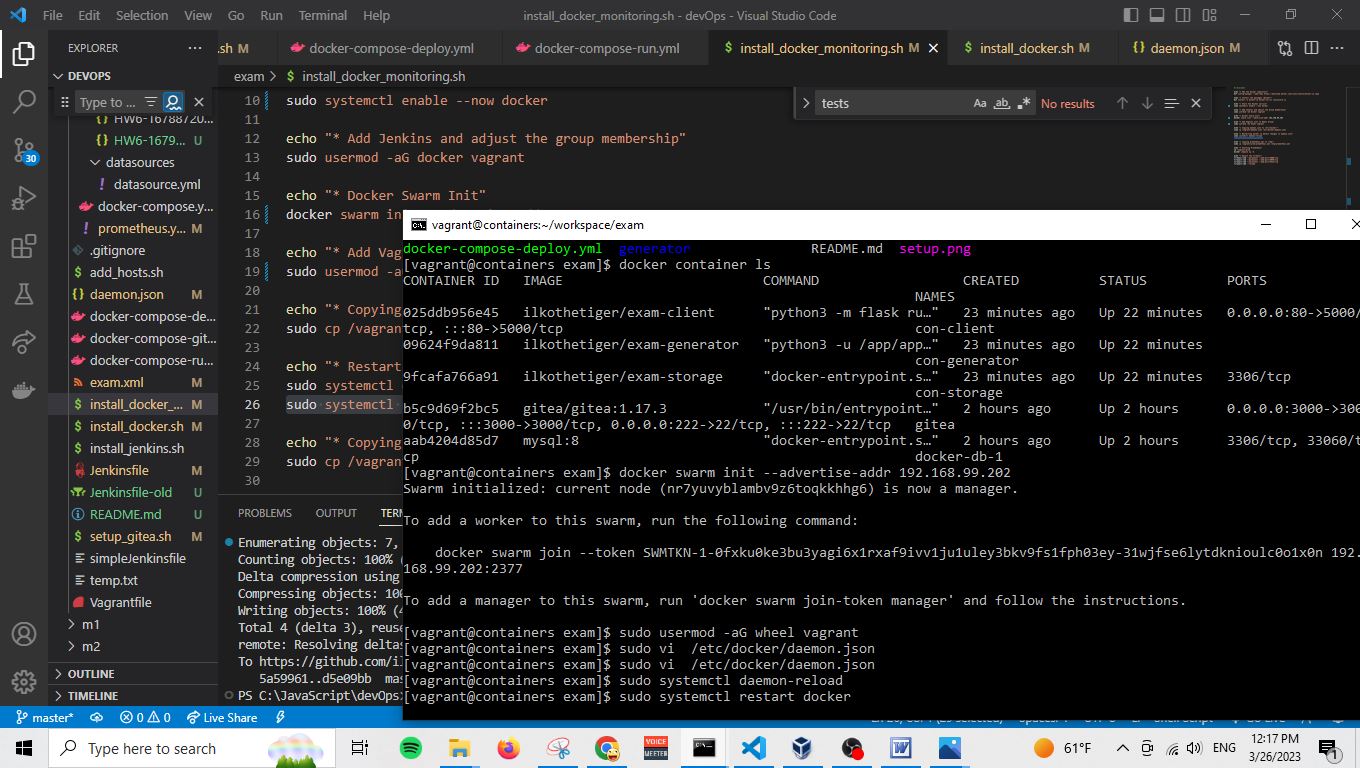 File Edit Selection View Go Run Terminal Help
install_docker_monitoring.sh - devOps - Visual Studio Code
EXPLORER
.sh M
docker-compose-deploy.yml
docker-compose-run.yml
install_docker_monitoring.sh M
install_docker.sh M
daemon.json M
DEVOPS
exam > install_docker_monitoring.sh
Type to ...
HW6-16788720...
HW6-1679... U
datasources
datasource.yml
docker-compose.y...
prometheus.y... M
.gitignore
add_hosts.sh
daemon.json M
docker-compose-de...
docker-compose-git...
docker-compose-ru...
exam.xml M
install_docker_... M
install_docker.sh M
install_jenkins.sh
Jenkinsfile M
Jenkinsfile-old U
README.md U
setup_gitea.sh M
simpleJenkinsfile
temp.txt
Vagrantfile
m1
m2
OUTLINE
TIMELINE
30
tests
Aa ab .*
No results
10 sudo systemctl enable --now docker
11
12 echo "* Add Jenkins and adjust the group membership"
13 sudo usermod -aG docker vagrant
14
15 echo "* Docker Swarm Init"
16 docker swarm in
17
18 echo "* Add Vag
19 sudo usermod -a
20
21 echo "* Copying
22 sudo cp /vagran
23
24 echo "* Restart
25 sudo systemctl
26 sudo systemctl
27
28 echo "* Copying
29 sudo cp /vagran
30
PROBLEMS OUTPUT TERM
Enumerating objects: 7,
Counting objects: 100% (
Delta compression using
Compressing objects: 100
Writing objects: 100% (4
Total 4 (delta 3), reuse
remote: Resolving deltas
To https://github.com/il
5a59961..d5e09bb mas
PS C:\JavaScript\devOps>
vagrant@containers:~/workspace/exam
docker-compose-deploy.yml generator README.md setup.png
[vagrant@containers exam]$ docker container ls
CONTAINER ID IMAGE COMMAND CREATED STATUS PORTS
NAMES
025ddb956e45 ilkothetiger/exam-client "python3 -m flask ru…" 23 minutes ago Up 22 minutes 0.0.0.0:80->5000/
tcp, :::80->5000/tcp con-client
09624f9da811 ilkothetiger/exam-generator "python3 -u /app/app…" 23 minutes ago Up 22 minutes
con-generator
9fcafa766a91 ilkothetiger/exam-storage "docker-entrypoint.s…" 23 minutes ago Up 22 minutes 3306/tcp
con-storage
b5c9d69f2bc5 gitea/gitea:1.17.3 "/usr/bin/entrypoint…" 2 hours ago Up 2 hours 0.0.0.0:3000->300
0/tcp, :::3000->3000/tcp, 0.0.0.0:222->22/tcp, :::222->22/tcp gitea
aab4204d85d7 mysql:8 "docker-entrypoint.s…" 2 hours ago Up 2 hours 3306/tcp, 33060/t
cp docker-db-1
[vagrant@containers exam]$ docker swarm init --advertise-addr 192.168.99.202
Swarm initialized: current node (nr7yuvyblambv9z6toqkkhhg6) is now a manager.
To add a worker to this swarm, run the following command:
docker swarm join --token SWMTKN-1-0fxku0ke3bu3yagi6x1rxaf9ivv1ju1uley3bkv9fs1fph03ey-31wjfse6lytdknioulc0o1x0n 192.
168.99.202:2377
To add a manager to this swarm, run 'docker swarm join-token manager' and follow the instructions.
[vagrant@containers exam]$ sudo usermod -aG wheel vagrant
[vagrant@containers exam]$ sudo vi  /etc/docker/daemon.json
[vagrant@containers exam]$ sudo vi  /etc/docker/daemon.json
[vagrant@containers exam]$ sudo systemctl daemon-reload
[vagrant@containers exam]$ sudo systemctl restart docker
master* 0 0 Live Share
Type here to search
VOICE MEETER
61°F
ENG
12:17 PM
3/26/2023
1